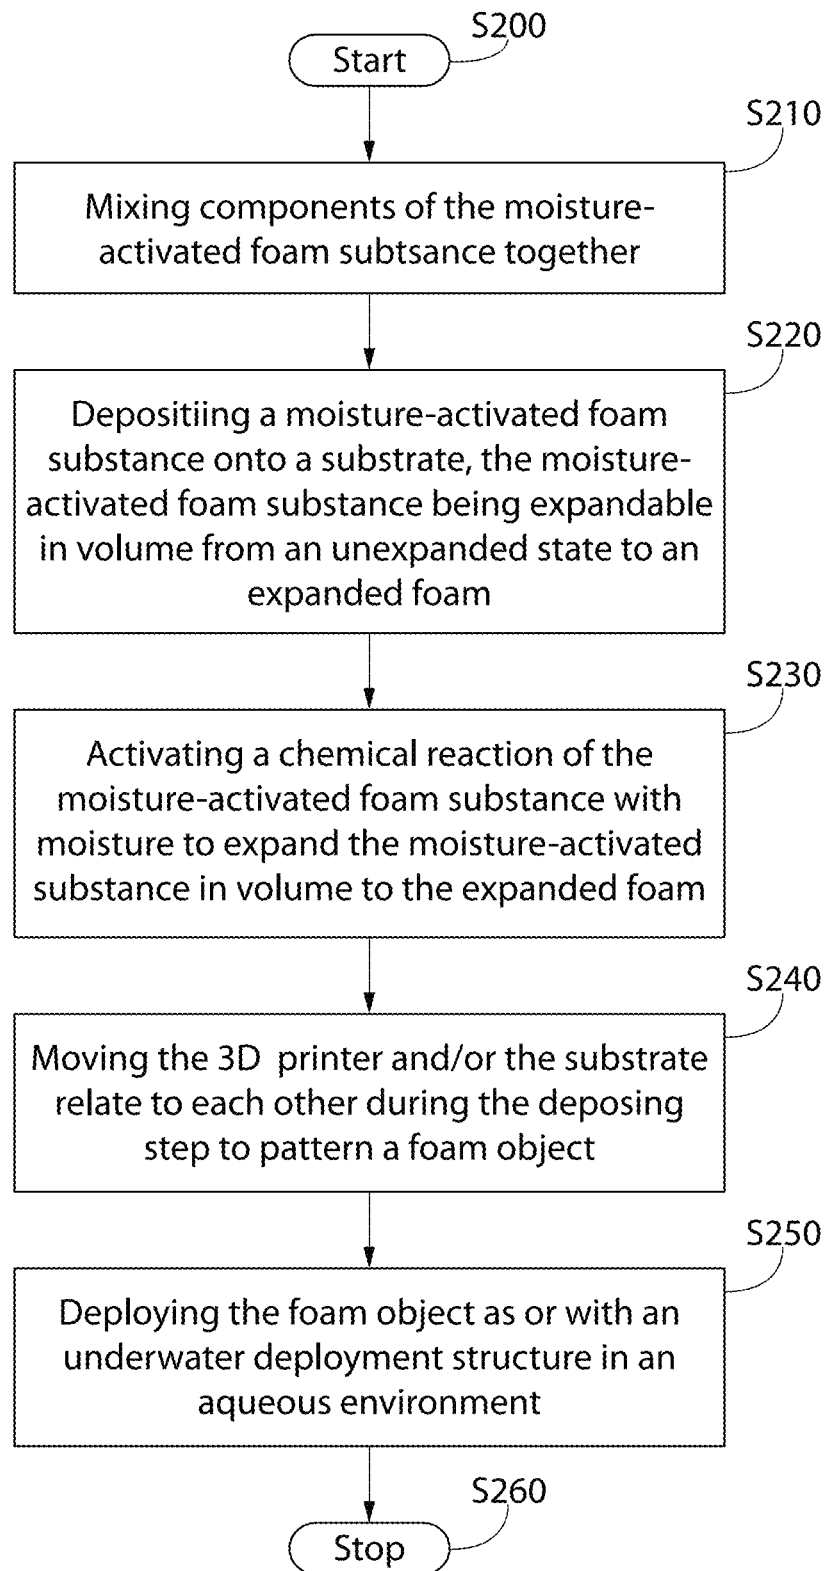 S200
Start
S210
Mixing components of the moisture-
activated foam subtsance together
S220
Depositiing a moisture-activated foam
substance onto a substrate, the moisture-
activated foam substance being expandable
in volume from an unexpanded state to an
expanded foam
S230
Activating a chemical reaction of the
moisture-activated foam substance with
moisture to expand the moisture-activated
substance in volume to the expanded foam
S240
Moving the 3D printer and/or the substrate
relate to each other during the deposing
step to pattern a foam object
S250
Deploying the foam object as or with an
underwater deployment structure in an
aqueous environment
S260
Stop